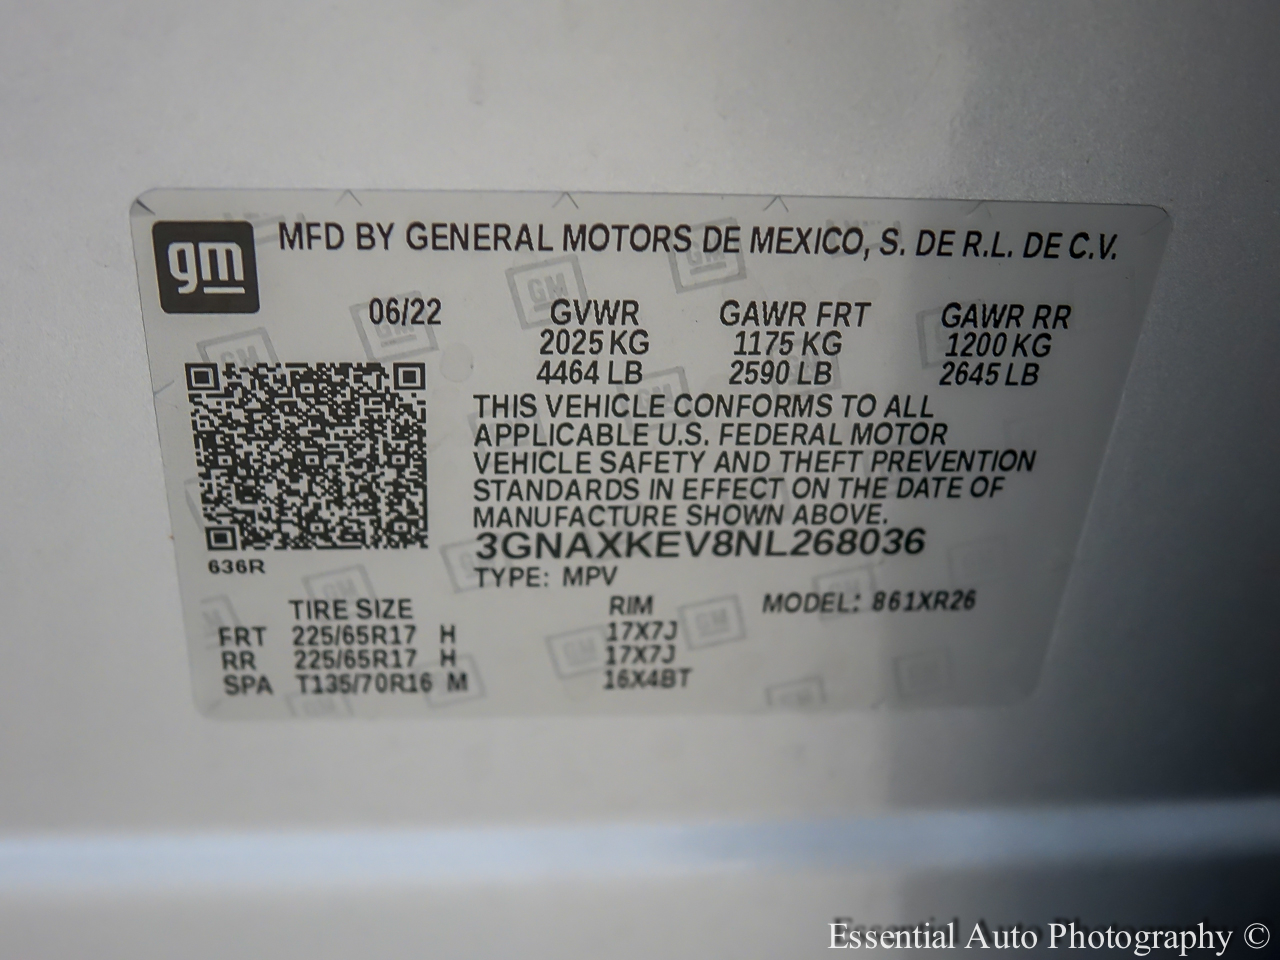 gm
MFD BY GENERAL MOTORS DE MEXICO, S. DE R.L. DE C.V.
06/22 GVWR GAWR FRT GAWR RR
2025 KG 1175 KG 1200 KG
4464 LB 2590 LB 2645 LB
THIS VEHICLE CONFORMS TO ALL
APPLICABLE U.S. FEDERAL MOTOR
VEHICLE SAFETY AND THEFT PREVENTION
STANDARDS IN EFFECT ON THE DATE OF
MANUFACTURE SHOWN ABOVE.
3GNAXKEV8NL268036
636R
TYPE: MPV
TIRE SIZE RIM MODEL: 861XR26
FRT 225/65R17 H 17X7J
RR 225/65R17 H 17X7J
SPA T135/70R16 M 16X4BT
Essential Auto Photography ©